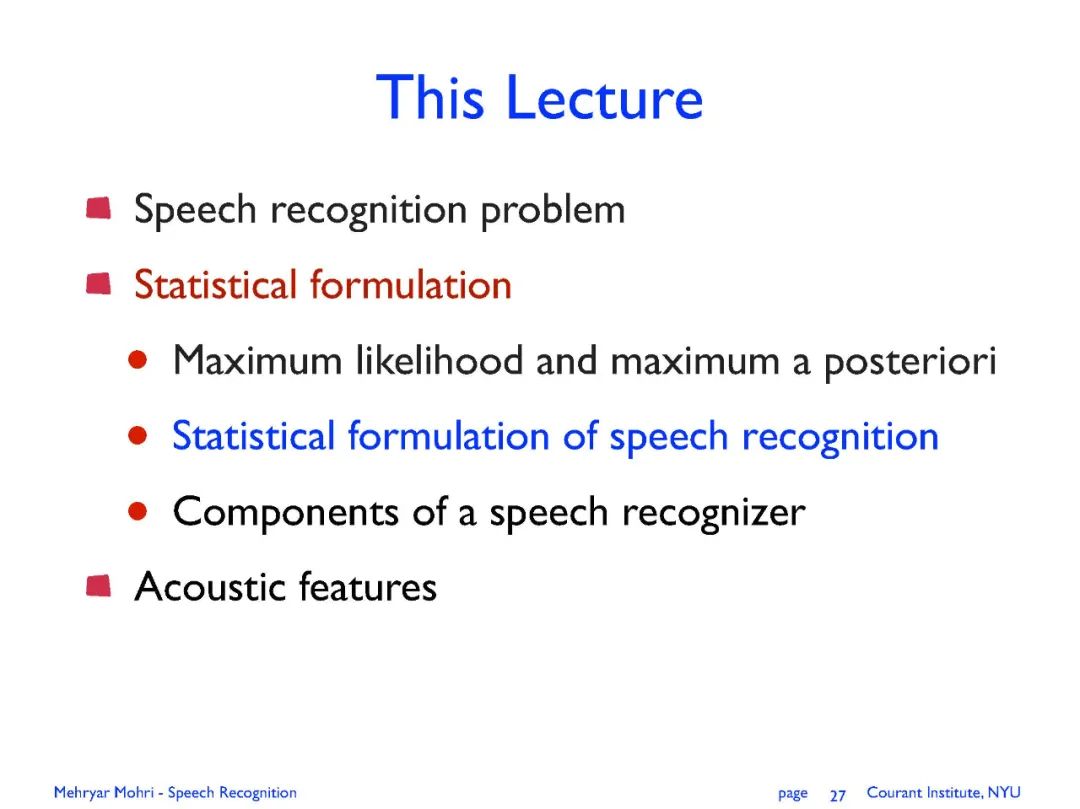 This Lecture
Speech recognition problem
Statistical formulation
Maximum likelihood and maximum a posteriori
Statistical formulation of speech recognition
Components of a speech recognizer
Acoustic features
Mehryar Mohri - Speech Recognition page 27 Courant Institute, NYU